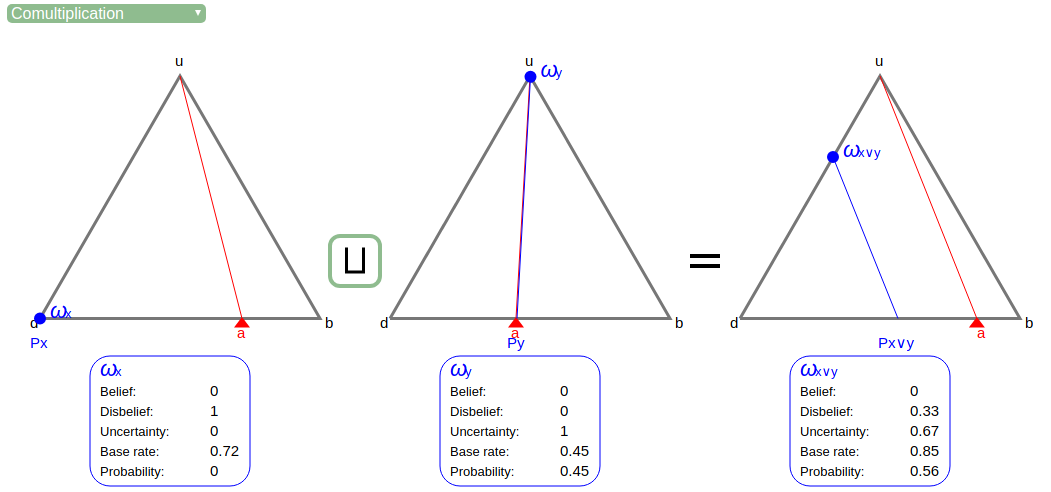 Comultiplication
u
u
u
ωy
ωx∨y
ωx
⊔
=
d
a
b
d
a
b
d
a
b
Px
Py
Px∨y
ωx
Belief: 0
Disbelief: 1
Uncertainty: 0
Base rate: 0.72
Probability: 0
ωy
Belief: 0
Disbelief: 0
Uncertainty: 1
Base rate: 0.45
Probability: 0.45
ωx∨y
Belief: 0
Disbelief: 0.33
Uncertainty: 0.67
Base rate: 0.85
Probability: 0.56